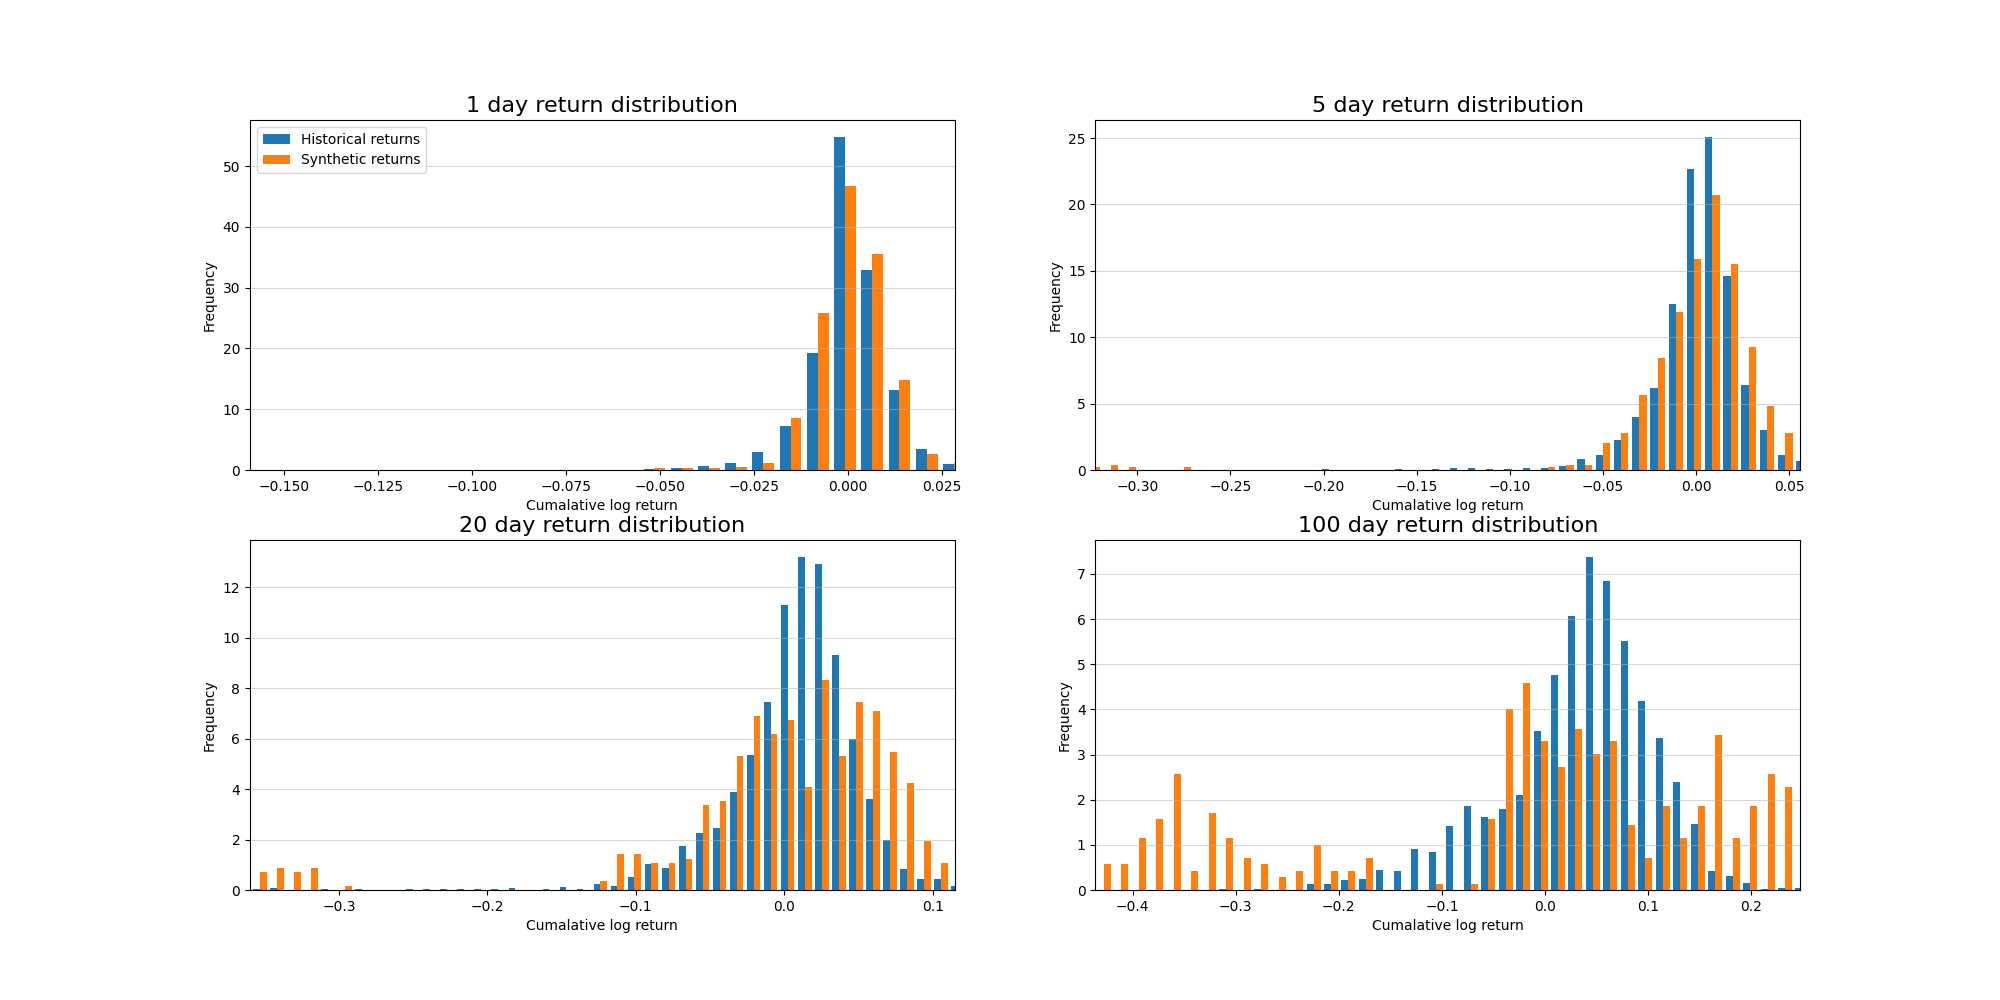 1 day return distribution
Historical returns
Synthetic returns
Frequency
50
40
30
20
10
0
−0.150 −0.125 −0.100 −0.075 −0.050 −0.025 0.000 0.025
Cumalative log return
5 day return distribution
Frequency
25
20
15
10
5
0
−0.30 −0.25 −0.20 −0.15 −0.10 −0.05 0.00 0.05
Cumalative log return
20 day return distribution
Frequency
12
10
8
6
4
2
0
−0.3 −0.2 −0.1 0.0 0.1
Cumalative log return
100 day return distribution
Frequency
7
6
5
4
3
2
1
0
−0.4 −0.3 −0.2 −0.1 0.0 0.1 0.2
Cumalative log return